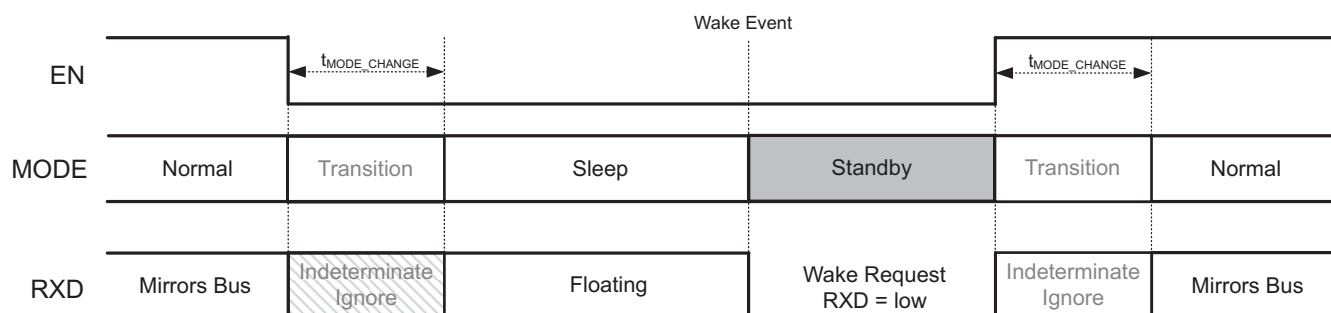 Wake Event
EN
tMODE_CHANGE
tMODE_CHANGE
MODE
Normal
Transition
Sleep
Standby
Transition
Normal
RXD
Mirrors Bus
Indeterminate
Ignore
Floating
Wake Request
RXD = low
Indeterminate
Ignore
Mirrors Bus